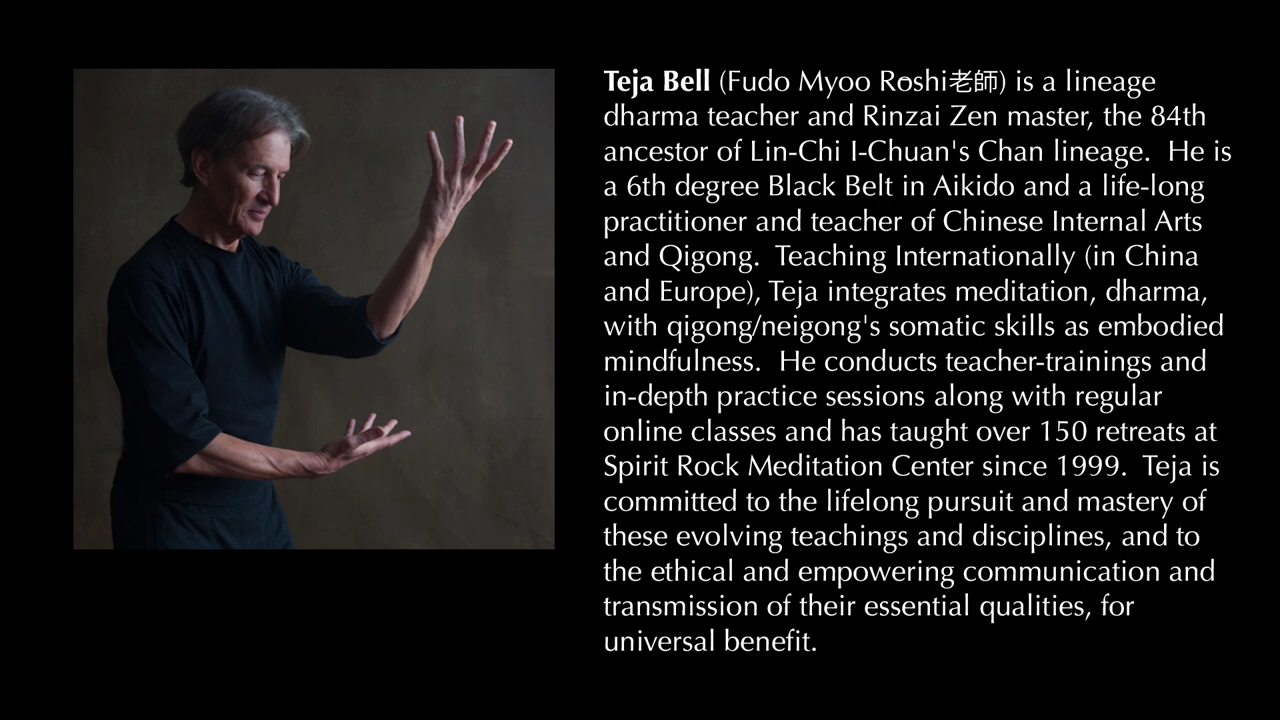 Teja Bell (Fudo Myoo Roshi老師) is a lineage
dharma teacher and Rinzai Zen master, the 84th
ancestor of Lin-Chi I-Chuan's Chan lineage.  He is
a 6th degree Black Belt in Aikido and a life-long
practitioner and teacher of Chinese Internal Arts
and Qigong.  Teaching Internationally (in China
and Europe), Teja integrates meditation, dharma,
with qigong/neigong's somatic skills as embodied
mindfulness.  He conducts teacher-trainings and
in-depth practice sessions along with regular
online classes and has taught over 150 retreats at
Spirit Rock Meditation Center since 1999.  Teja is
committed to the lifelong pursuit and mastery of
these evolving teachings and disciplines, and to
the ethical and empowering communication and
transmission of their essential qualities, for
universal benefit.